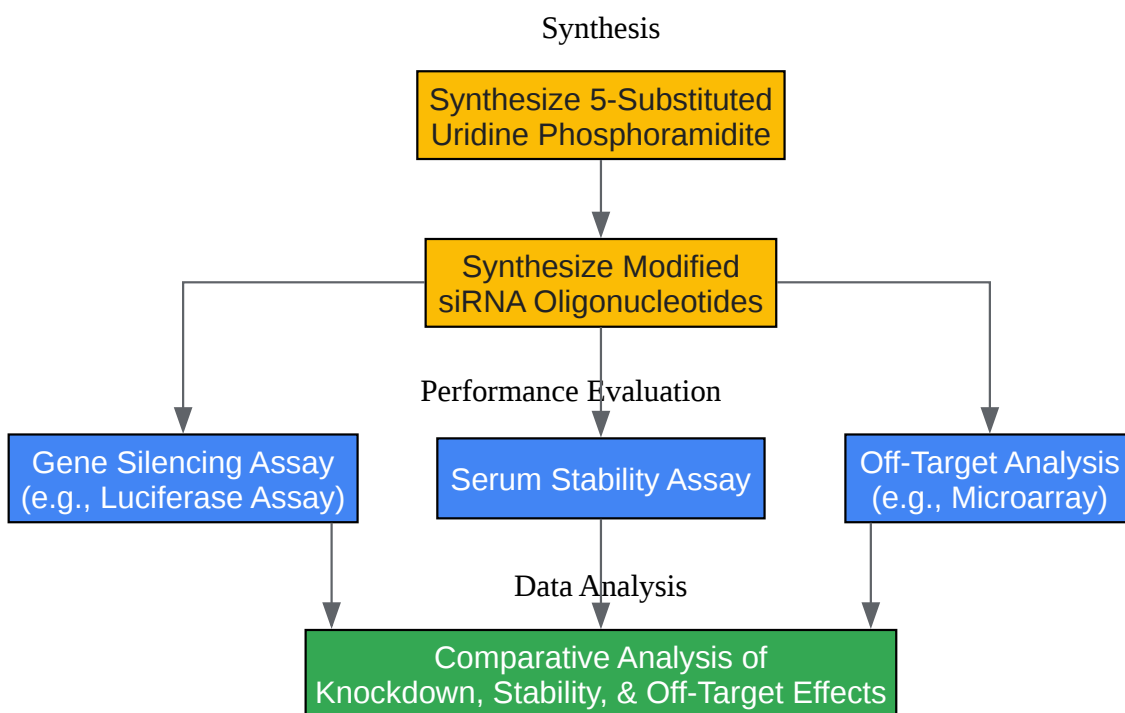 Synthesis
Synthesize 5-Substituted
Uridine Phosphoramidite
Synthesize Modified
siRNA Oligonucleotides
Performance Evaluation
Gene Silencing Assay
(e.g., Luciferase Assay)
Serum Stability Assay
Off-Target Analysis
(e.g., Microarray)
Data Analysis
Comparative Analysis of
Knockdown, Stability, & Off-Target Effects